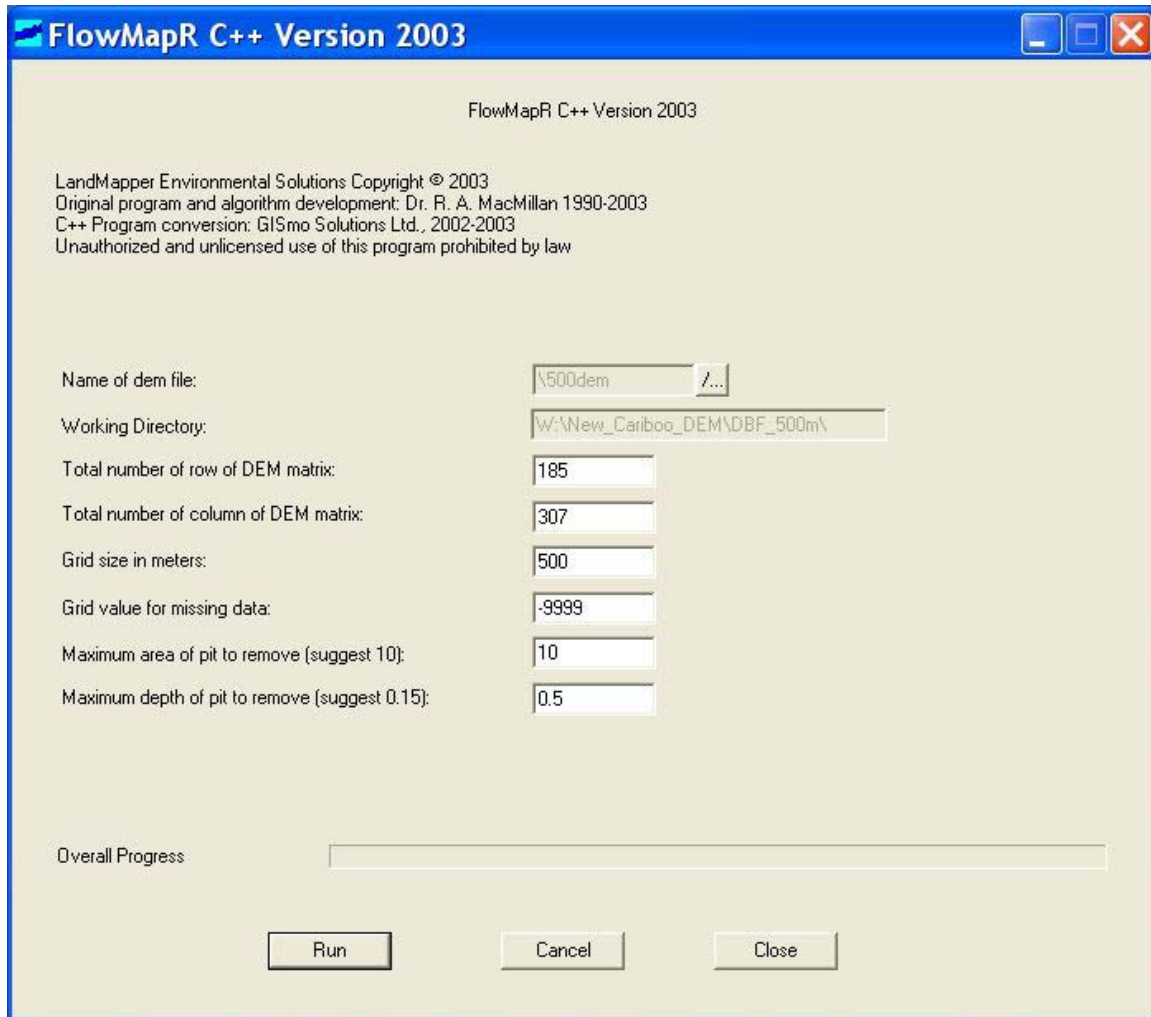 FlowMapR C++ Version 2003
FlowMapR C++ Version 2003
LandMapper Environmental Solutions Copyright © 2003
Original program and algorithm development: Dr. R. A. MacMillan 1990-2003
C++ Program conversion: GISmo Solutions Ltd., 2002-2003
Unauthorized and unlicensed use of this program prohibited by law
Name of dem file: \500dem /...
Working Directory: W:\New_Cariboo_DEM\DBF_500m\
Total number of row of DEM matrix: 185
Total number of column of DEM matrix: 307
Grid size in meters: 500
Grid value for missing data: -9999
Maximum area of pit to remove (suggest 10): 10
Maximum depth of pit to remove (suggest 0.15): 0.5
Overall Progress
Run Cancel Close